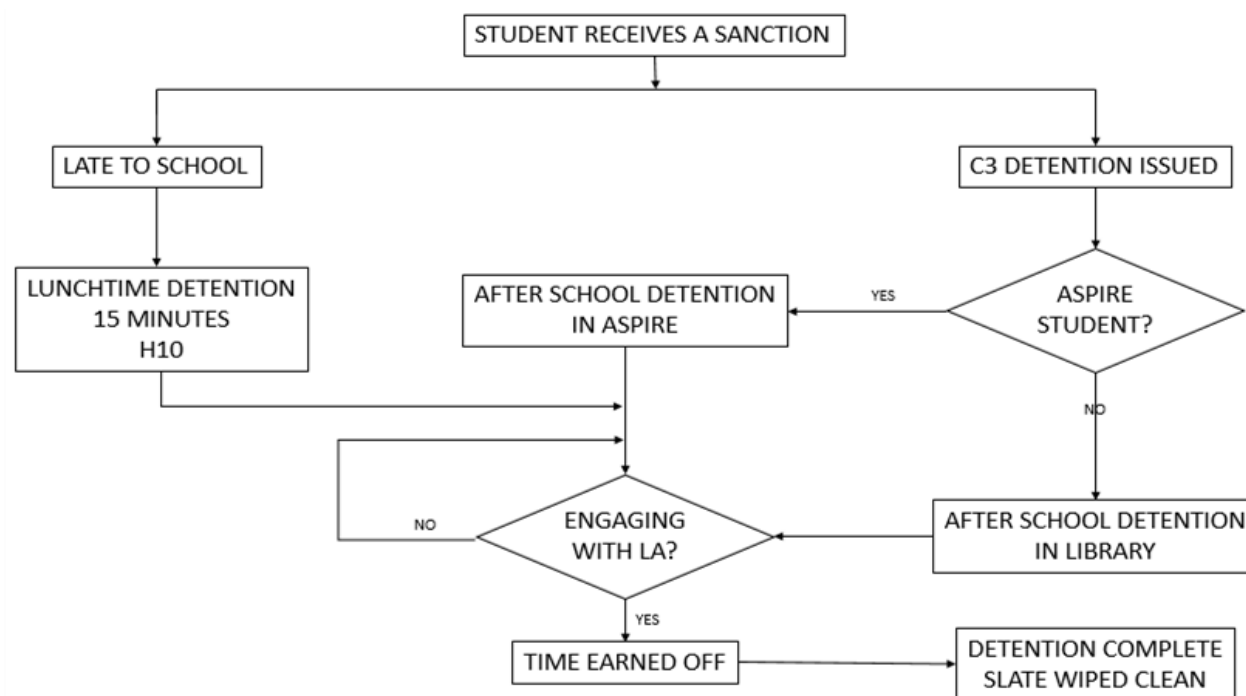 STUDENT RECEIVES A SANCTION
LATE TO SCHOOL
C3 DETENTION ISSUED
LUNCHTIME DETENTION
15 MINUTES
H10
AFTER SCHOOL DETENTION
IN ASPIRE
YES
ASPIRE
STUDENT?
NO
ENGAGING
WITH LA?
NO
AFTER SCHOOL DETENTION
IN LIBRARY
YES
TIME EARNED OFF
DETENTION COMPLETE
SLATE WIPED CLEAN